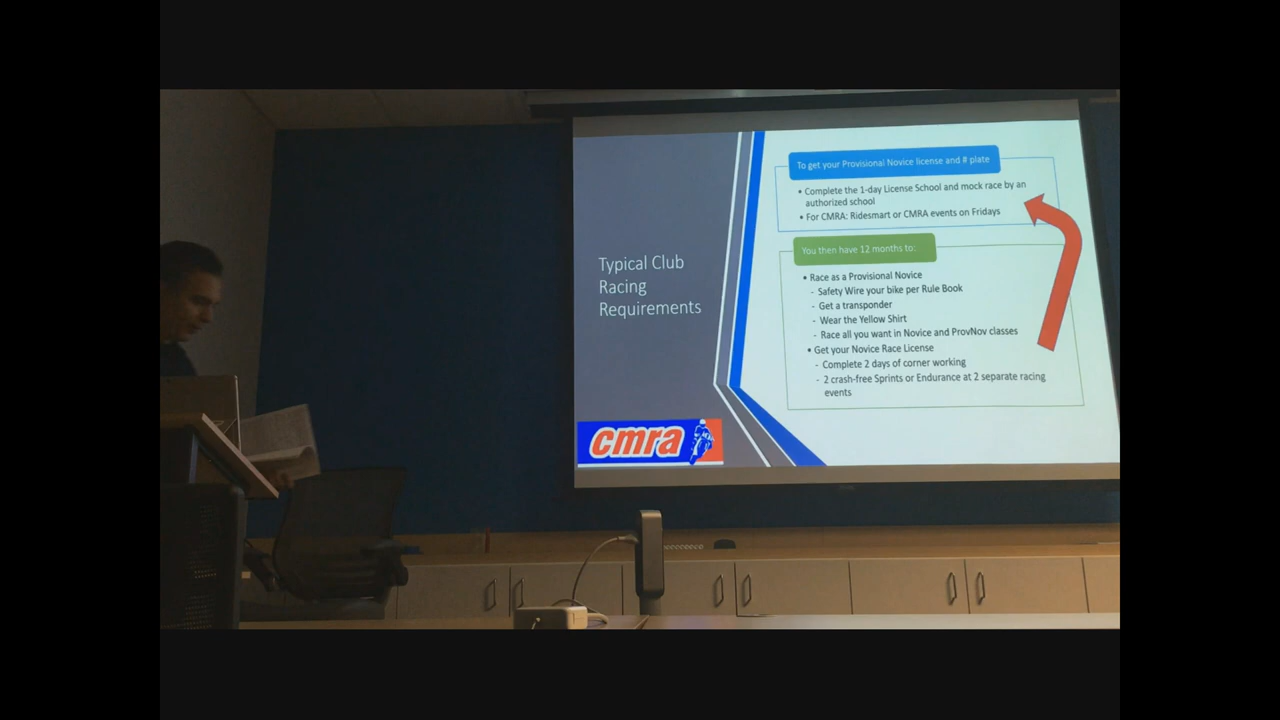 Typical Club
Racing
Requirements
cmra
To get your Provisional Novice license and # plate
• Complete the 1-day License School and mock race by an
authorized school
• For CMRA: Ridesmart or CMRA events on Fridays
You then have 12 months to:
• Race as a Provisional Novice
- Safety Wire your bike per Rule Book
- Get a transponder
- Wear the Yellow Shirt
- Race all you want in Novice and ProvNov classes
• Get your Novice Race License
- Complete 2 days of corner working
- 2 crash-free Sprints or Endurance at 2 separate racing
events